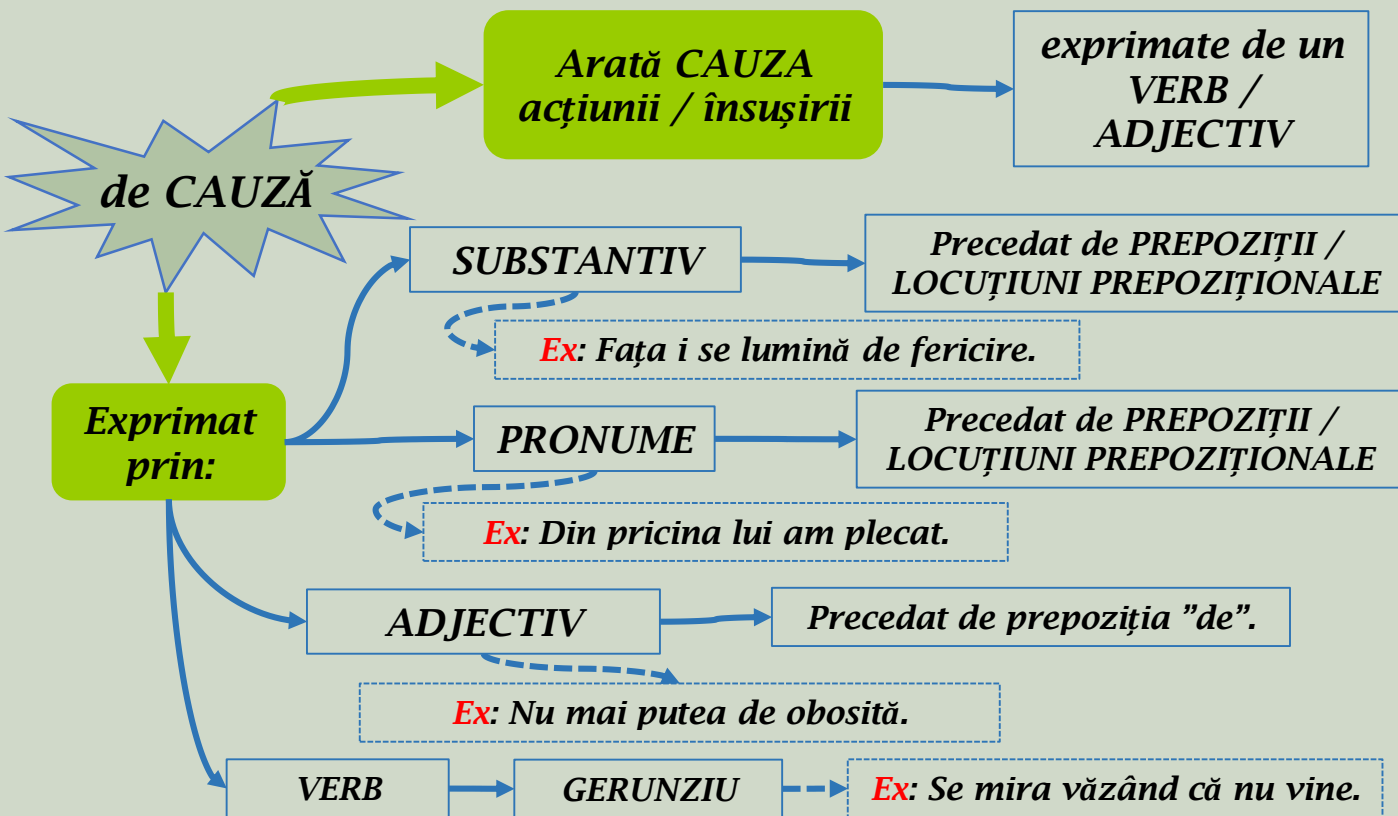 Arată CAUZA
acțiunii / însușirii
exprimate de un
VERB /
ADJECTIV
de CAUZĂ
SUBSTANTIV
Precedat de PREPOZIȚII /
LOCUȚIUNI PREPOZIȚIONALE
Ex: Fața i se lumină de fericire.
Exprimat
prin:
PRONUME
Precedat de PREPOZIȚII /
LOCUȚIUNI PREPOZIȚIONALE
Ex: Din pricina lui am plecat.
ADJECTIV
Precedat de prepoziția ”de”.
Ex: Nu mai putea de obosită.
VERB
GERUNZIU
Ex: Se mira văzând că nu vine.